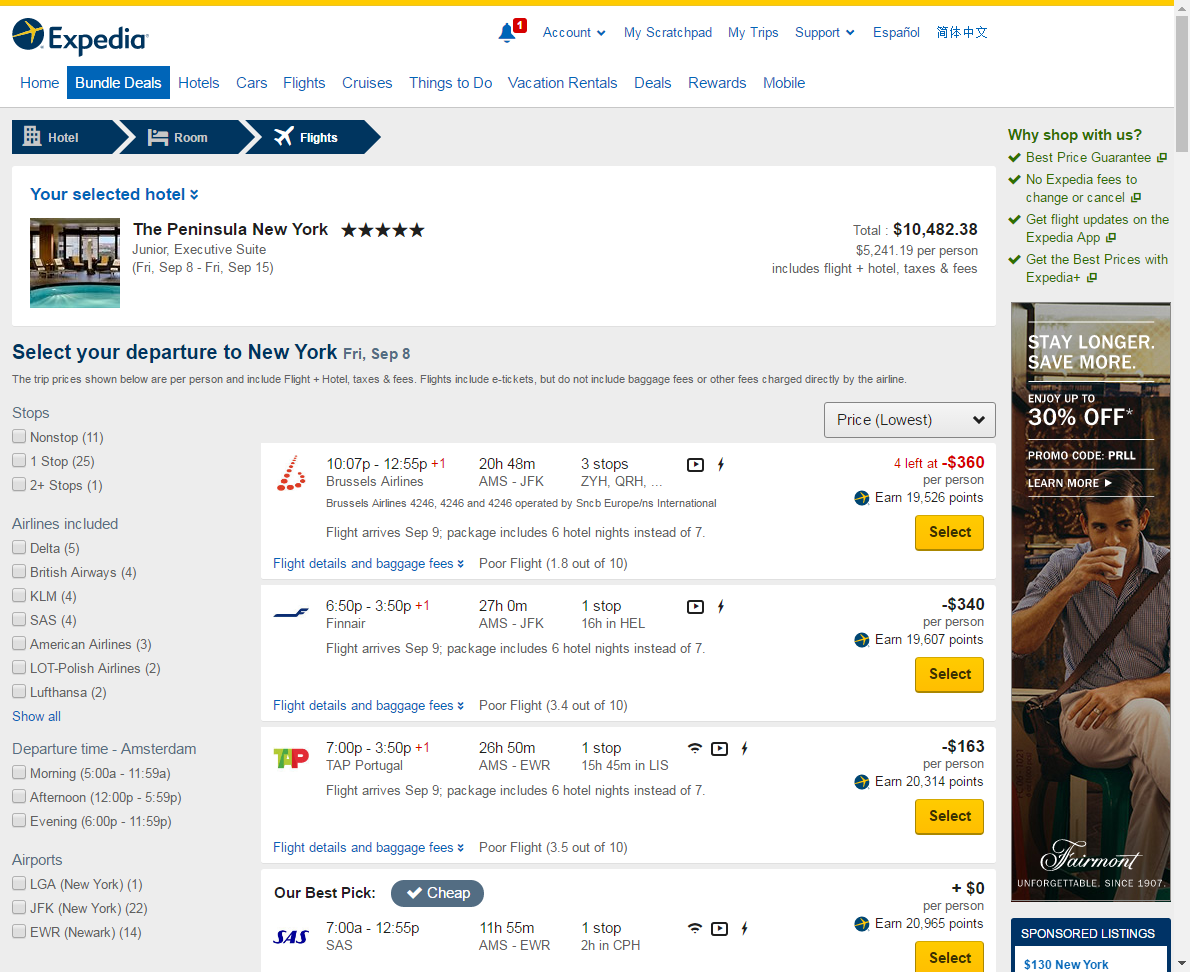 Expedia
1
Account
My Scratchpad
My Trips
Support
Español
简体中文
Home
Bundle Deals
Hotels
Cars
Flights
Cruises
Things to Do
Vacation Rentals
Deals
Rewards
Mobile
Hotel
Room
Flights
Your selected hotel
The Peninsula New York
Junior, Executive Suite
(Fri, Sep 8 - Fri, Sep 15)
Total : $10,482.38
$5,241.19 per person
includes flight + hotel, taxes & fees
Why shop with us?
Best Price Guarantee
No Expedia fees to
change or cancel
Get flight updates on the
Expedia App
Get the Best Prices with
Expedia+
Select your departure to New York Fri, Sep 8
The trip prices shown below are per person and include Flight + Hotel, taxes & fees. Flights include e-tickets, but do not include baggage fees or other fees charged directly by the airline.
Stops
Nonstop (11)
1 Stop (25)
2+ Stops (1)
Airlines included
Delta (5)
British Airways (4)
KLM (4)
SAS (4)
American Airlines (3)
LOT-Polish Airlines (2)
Lufthansa (2)
Show all
Departure time - Amsterdam
Morning (5:00a - 11:59a)
Afternoon (12:00p - 5:59p)
Evening (6:00p - 11:59p)
Airports
LGA (New York) (1)
JFK (New York) (22)
EWR (Newark) (14)
Price (Lowest)
10:07p - 12:55p +1
Brussels Airlines
20h 48m
AMS - JFK
3 stops
ZYH, QRH, ...
Brussels Airlines 4246, 4246 and 4246 operated by Sncb Europe/ns International
Flight arrives Sep 9; package includes 6 hotel nights instead of 7.
Flight details and baggage fees
Poor Flight (1.8 out of 10)
4 left at -$360
per person
Earn 19,526 points
Select
6:50p - 3:50p +1
Finnair
27h 0m
AMS - JFK
1 stop
16h in HEL
Flight arrives Sep 9; package includes 6 hotel nights instead of 7.
Flight details and baggage fees
Poor Flight (3.4 out of 10)
-$340
per person
Earn 19,607 points
Select
TAP
7:00p - 3:50p +1
TAP Portugal
26h 50m
AMS - EWR
1 stop
15h 45m in LIS
Flight arrives Sep 9; package includes 6 hotel nights instead of 7.
Flight details and baggage fees
Poor Flight (3.5 out of 10)
-$163
per person
Earn 20,314 points
Select
Our Best Pick:
Cheap
SAS
7:00a - 12:55p
SAS
11h 55m
AMS - EWR
1 stop
2h in CPH
+ $0
per person
Earn 20,965 points
Select
STAY LONGER.
SAVE MORE.
ENJOY UP TO
30% OFF*
PROMO CODE: PRLL
LEARN MORE
Fairmont
UNFORGETTABLE. SINCE 1907.
SPONSORED LISTINGS
$130 New York